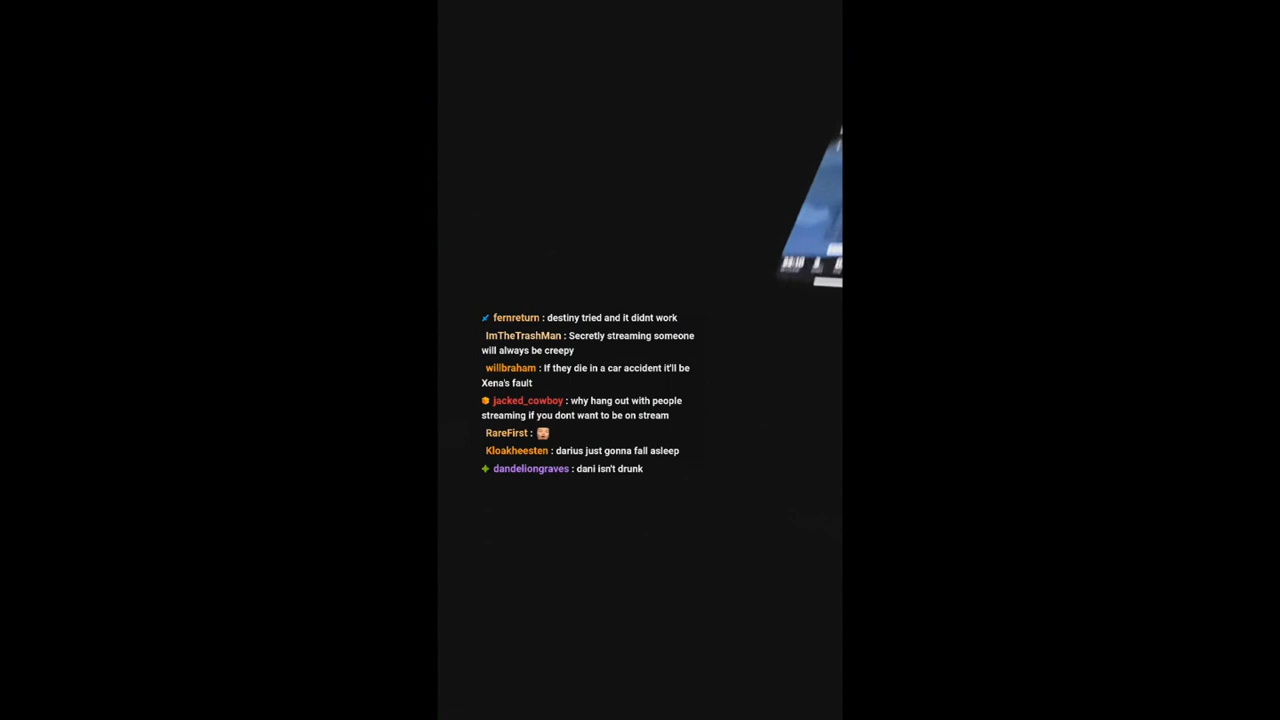 fernreturn : destiny tried and it didnt work
ImTheTrashMan : Secretly streaming someone
will always be creepy
willbraham : If they die in a car accident it'll be
Xena's fault
jacked_cowboy : why hang out with people
streaming if you dont want to be on stream
RareFirst :
Kloakheesten : darius just gonna fall asleep
dandeliongraves : dani isn't drunk